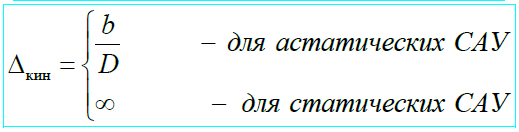 Δкин = { b/D – для астатических САУ
∞ – для статических САУ